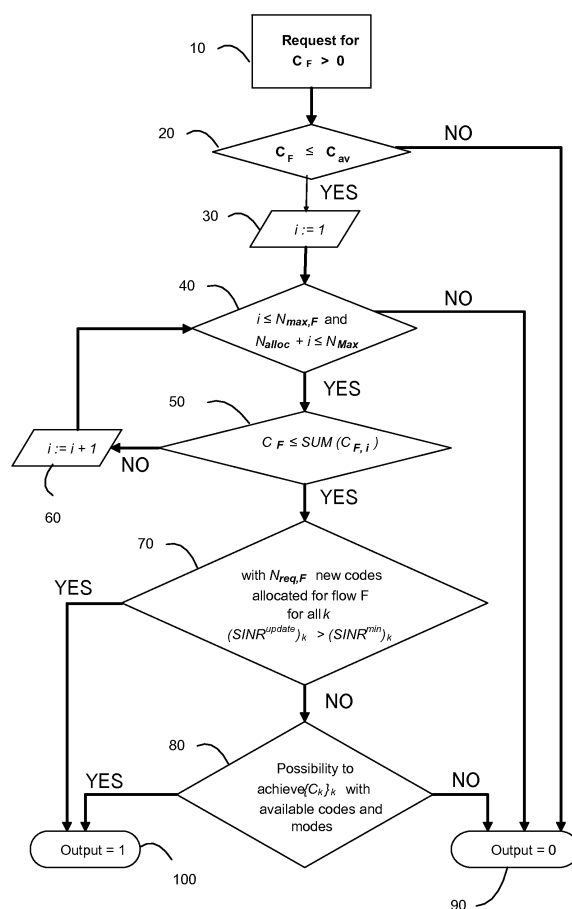 10
Request for
C F > 0
20
C F ≤ C av
NO
YES
30
i := 1
40
i ≤ N max,F and
N alloc + i ≤ N Max
NO
YES
50
C F ≤ SUM (C F, i )
i := i + 1
NO
60
YES
70
with N req,F new codes
allocated for flow F
for all k
(SINR update) k > (SINR min) k
YES
NO
80
Possibility to
achieve {C k } k with
available codes and
modes
YES
NO
Output = 1
100
Output = 0
90